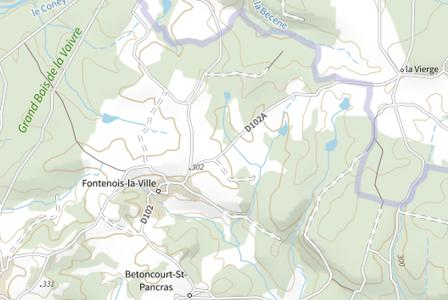 le Coney
la Bécène
Grand Bois de la Vaivre
la Vierge
D102A
302
Fontenois-la-Ville
D102
300
331
Betoncourt-St-
Pancras